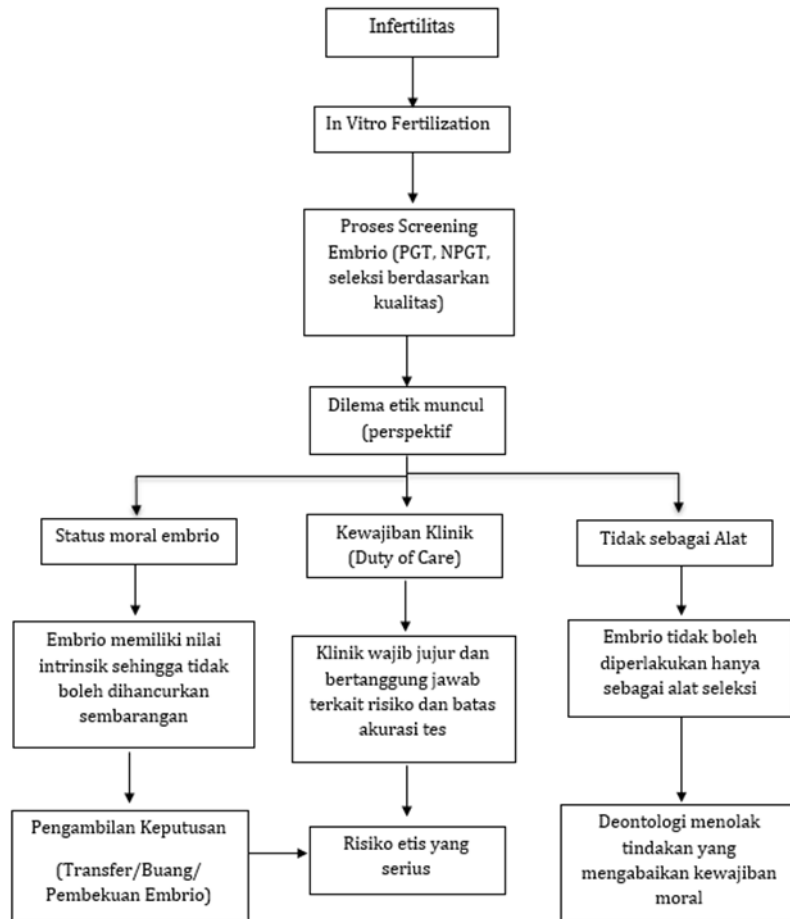 Infertilitas
In Vitro Fertilization
Proses Screening
Embrio (PGT, NPGT,
seleksi berdasarkan
kualitas)
Dilema etik muncul
(perspektif
Status moral embrio
Kewajiban Klinik
(Duty of Care)
Tidak sebagai Alat
Embrio memiliki nilai
intrinsik sehingga tidak
boleh dihancurkan
sembarangan
Klinik wajib jujur dan
bertanggung jawab
terkait risiko dan batas
akurasi tes
Embrio tidak boleh
diperlakukan hanya
sebagai alat seleksi
Pengambilan Keputusan
(Transfer/Buang/
Pembekuan Embrio)
Risiko etis yang
serius
Deontologi menolak
tindakan yang
mengabaikan kewajiban
moral